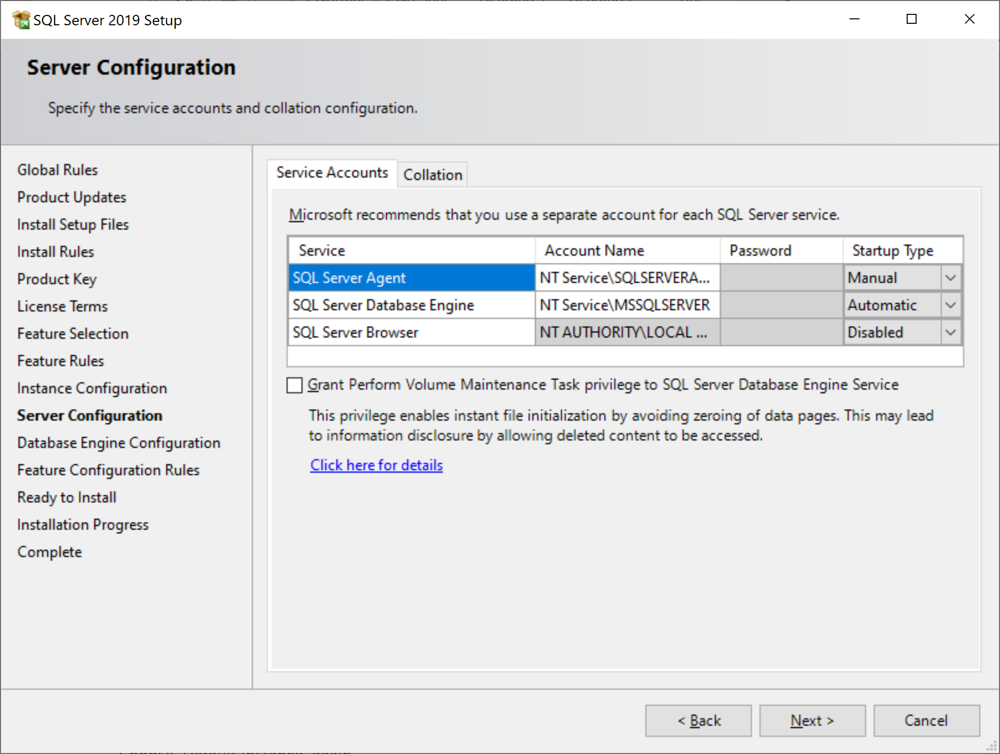 SQL Server 2019 Setup
Server Configuration
Specify the service accounts and collation configuration.
Global Rules
Product Updates
Install Setup Files
Install Rules
Product Key
License Terms
Feature Selection
Feature Rules
Instance Configuration
Server Configuration
Database Engine Configuration
Feature Configuration Rules
Ready to Install
Installation Progress
Complete
Service Accounts Collation
Microsoft recommends that you use a separate account for each SQL Server service.
Service Account Name Password Startup Type
SQL Server Agent NT Service\SQLSERVERA... Manual
SQL Server Database Engine NT Service\MSSQLSERVER Automatic
SQL Server Browser NT AUTHORITY\LOCAL ... Disabled
Grant Perform Volume Maintenance Task privilege to SQL Server Database Engine Service
This privilege enables instant file initialization by avoiding zeroing of data pages. This may lead
to information disclosure by allowing deleted content to be accessed.
Click here for details
< Back Next > Cancel